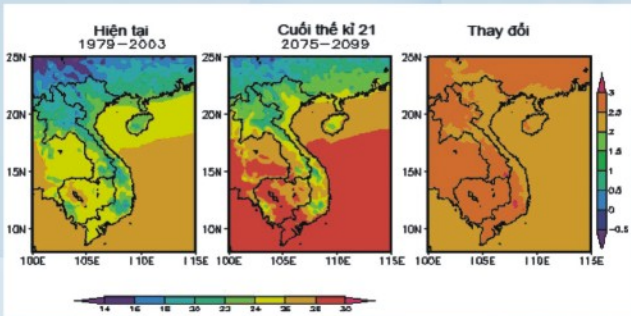 Hiện tại
1979-2003
Cuối thế kỉ 21
2075-2099
Thay đổi
25N
20N
15N
10N
100E 105E 110E 115E
25N
20N
15N
10N
100E 105E 110E 115E
25N
20N
15N
10N
100E 105E 110E 115E
3
2.5
2
1.5
1
0.5
0
-0.5
14 16 18 20 22 24 26 28 30